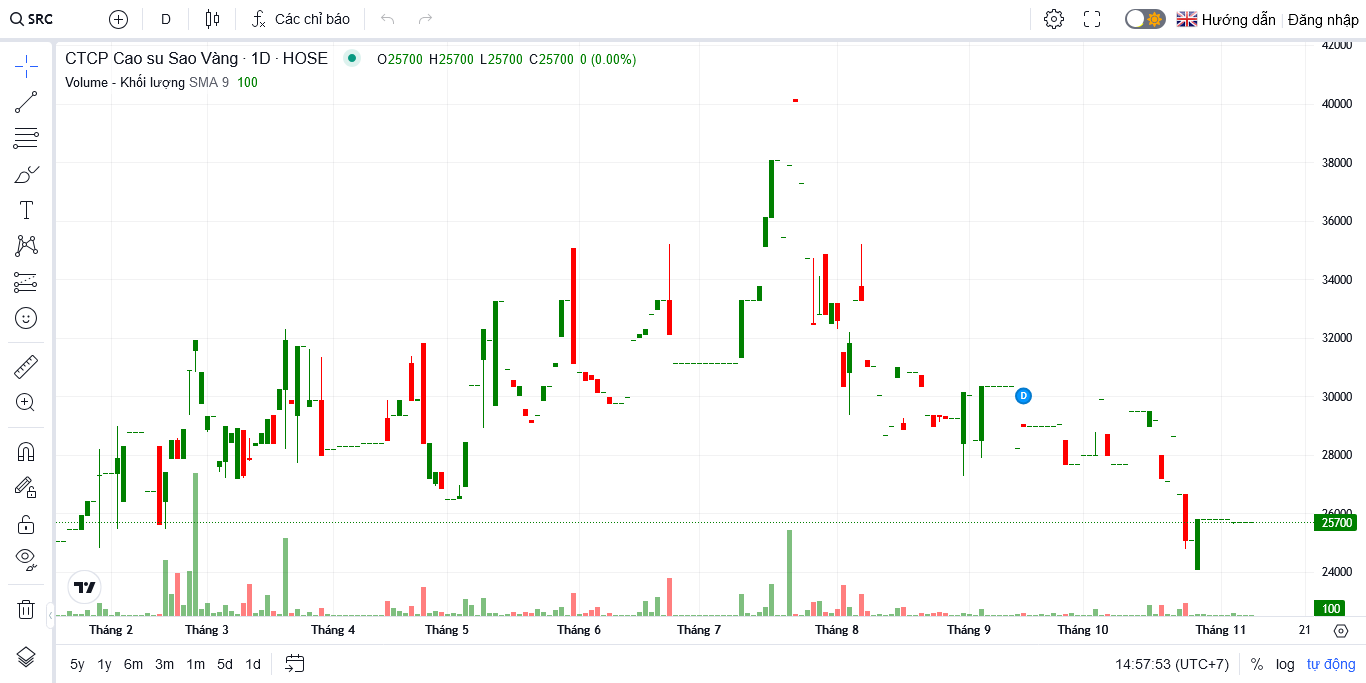 SRC D Các chỉ báo Hướng dẫn Đăng nhập
CTCP Cao su Sao Vàng · 1D · HOSE O25700 H25700 L25700 C25700 0 (0.00%)
Volume - Khối lượng SMA 9 100
42000
40000
38000
36000
34000
32000
30000
D
28000
26000
25700
24000
100
Tháng 2 Tháng 3 Tháng 4 Tháng 5 Tháng 6 Tháng 7 Tháng 8 Tháng 9 Tháng 10 Tháng 11 21
5y 1y 6m 3m 1m 5d 1d 14:57:53 (UTC+7) % log tự động